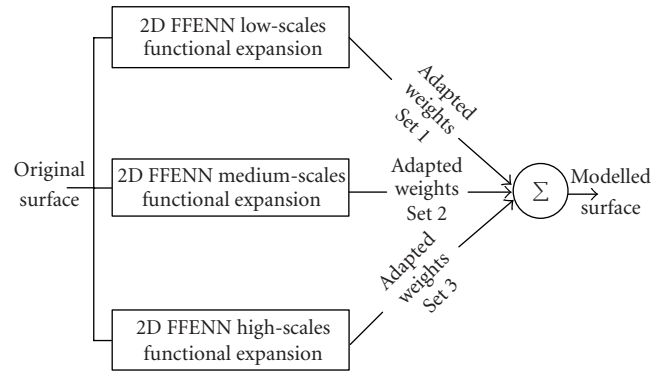 2D FFENN low-scales
functional expansion
Adapted
weights
Set 1
Original
surface
2D FFENN medium-scales
functional expansion
Adapted
weights
Set 2
Σ
Modelled
surface
2D FFENN high-scales
functional expansion
Adapted
weights
Set 3